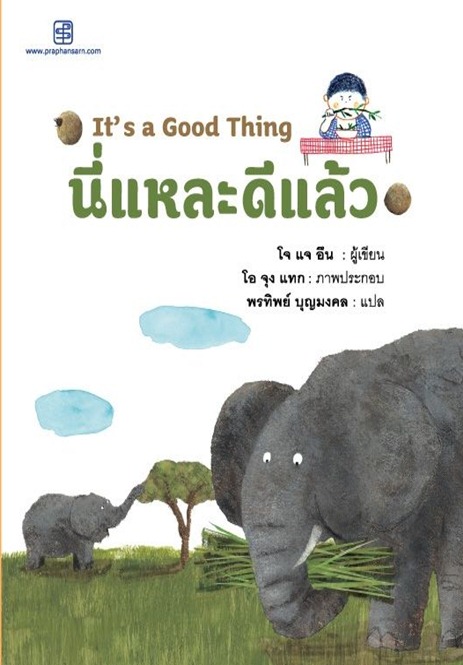 www.praphansarn.com
It's a Good Thing
นี่แหละดีแล้ว
โจ แจ อึน : ผู้เขียน
โอ จุง แทก : ภาพประกอบ
พรทิพย์ บุญมงคล : แปล